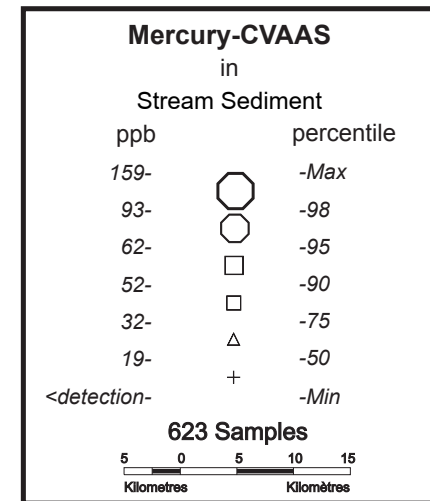 Mercury-CVAAS
in
Stream Sediment
ppb percentile
159- -Max
93- -98
62- -95
52- -90
32- -75
19- -50
<detection- -Min
623 Samples
5 0 5 10 15
Kilometres Kilomètres